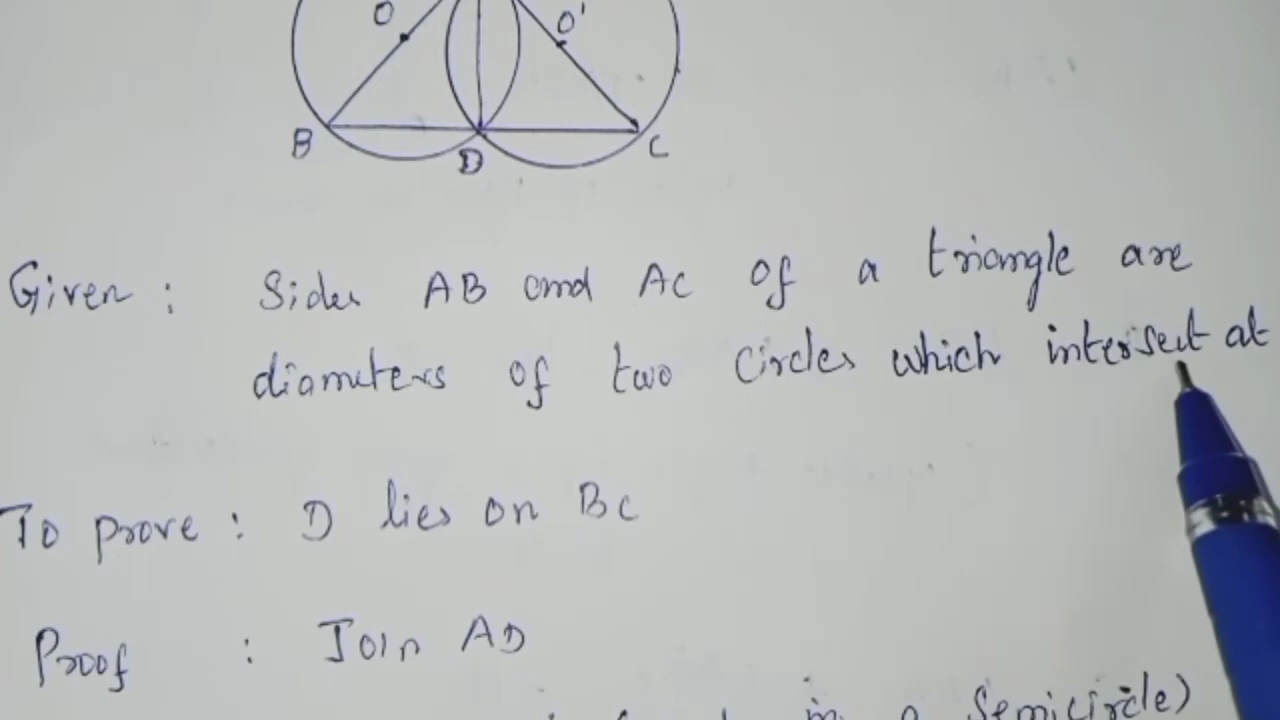 O O'
B D C
Given : Sides AB and AC of a triangle are
diameters of two circles which intersect at
To prove : D lies on BC
Proof : Join AD
in a semicircle)